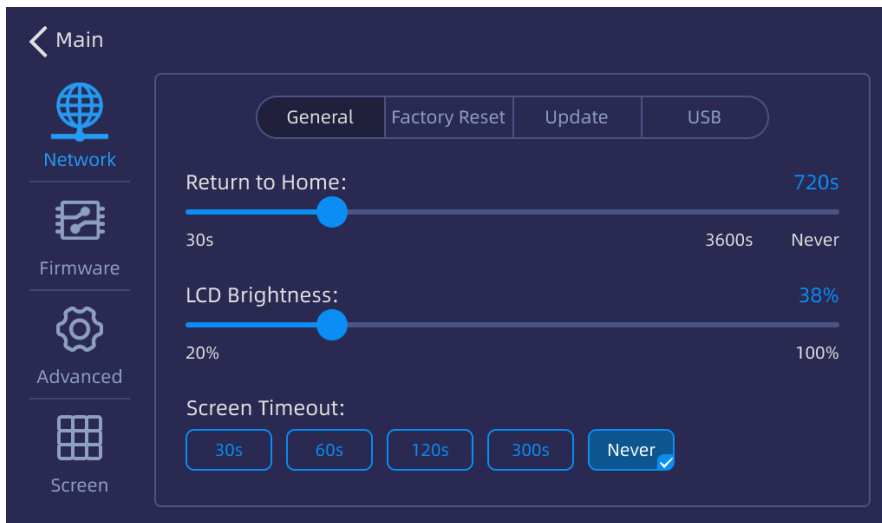 Main
Network
Firmware
Advanced
Screen
General Factory Reset Update USB
Return to Home: 720s
30s 3600s Never
LCD Brightness: 38%
20% 100%
Screen Timeout:
30s 60s 120s 300s Never